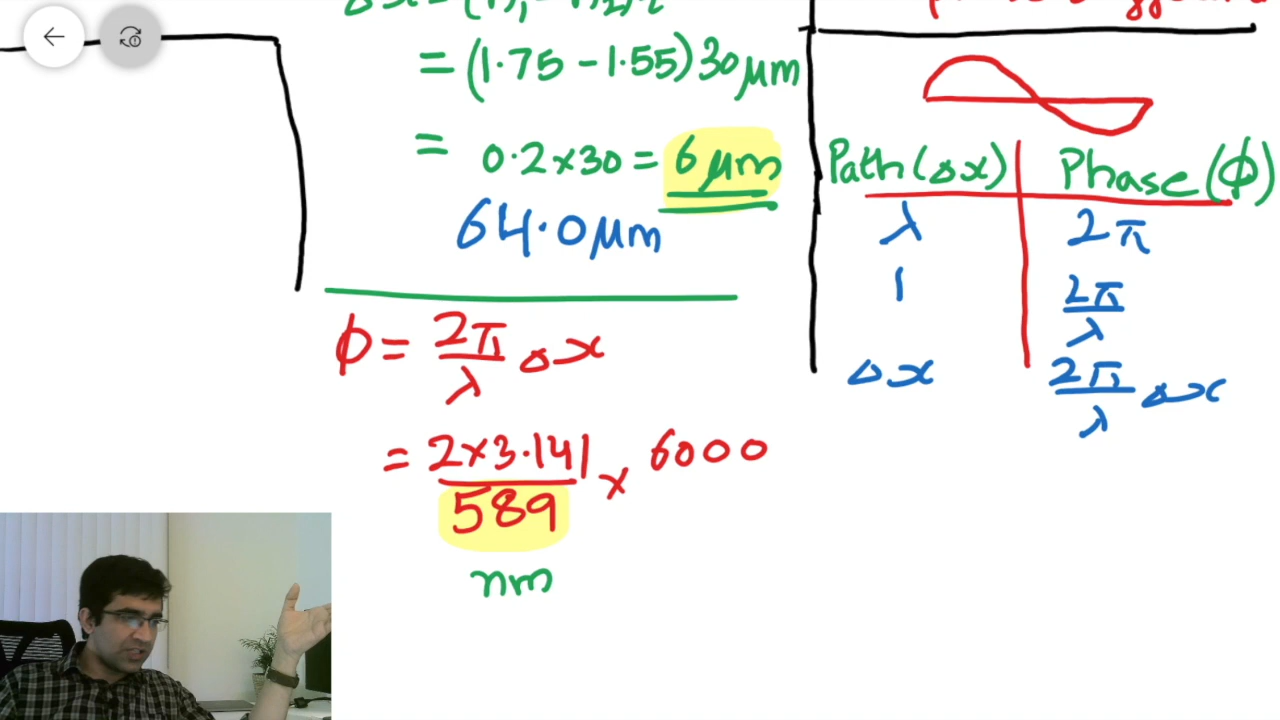 = (1.75 - 1.55) 30 μm
= 0.2 x 30 = 6 μm
64.0 μm
ϕ = 2π/λ Δx
= 2 x 3.141/589 x 6000
nm
Path (Δx) Phase (ϕ)
λ 2π
1 2π/λ
Δx 2π/λ Δx